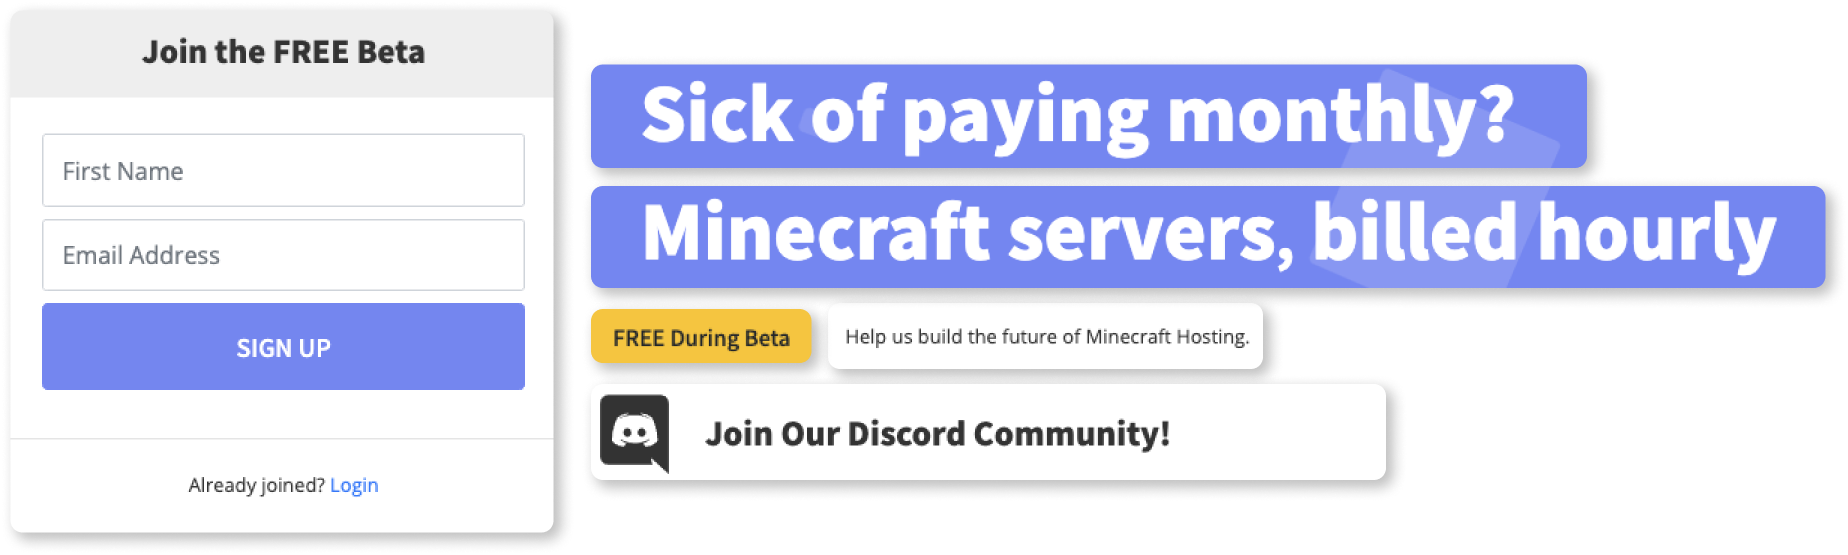 Join the FREE Beta
First Name
Email Address
SIGN UP
Already joined? Login
Sick of paying monthly?
Minecraft servers, billed hourly
FREE During Beta
Help us build the future of Minecraft Hosting.
Join Our Discord Community!